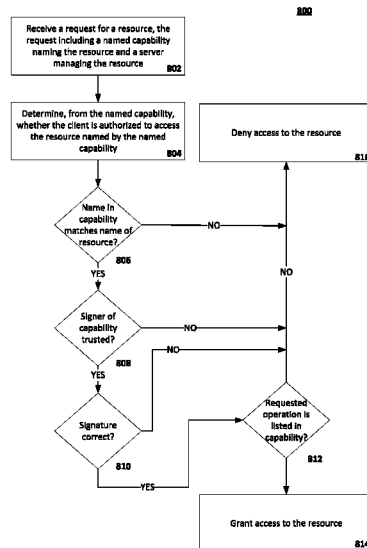 800
Receive a request for a resource, the
request including a named capability
naming the resource and a server
managing the resource
802
Determine, from the named capability,
whether the client is authorized to access
the resource named by the named
capability
804
Deny access to the resource
816
Name in
capability
matches name of
resource?
806
NO
YES
NO
Signer of
capability
trusted?
808
NO
YES
NO
Signature
correct?
810
YES
Requested
operation is
listed in
capability?
812
Grant access to the resource
814